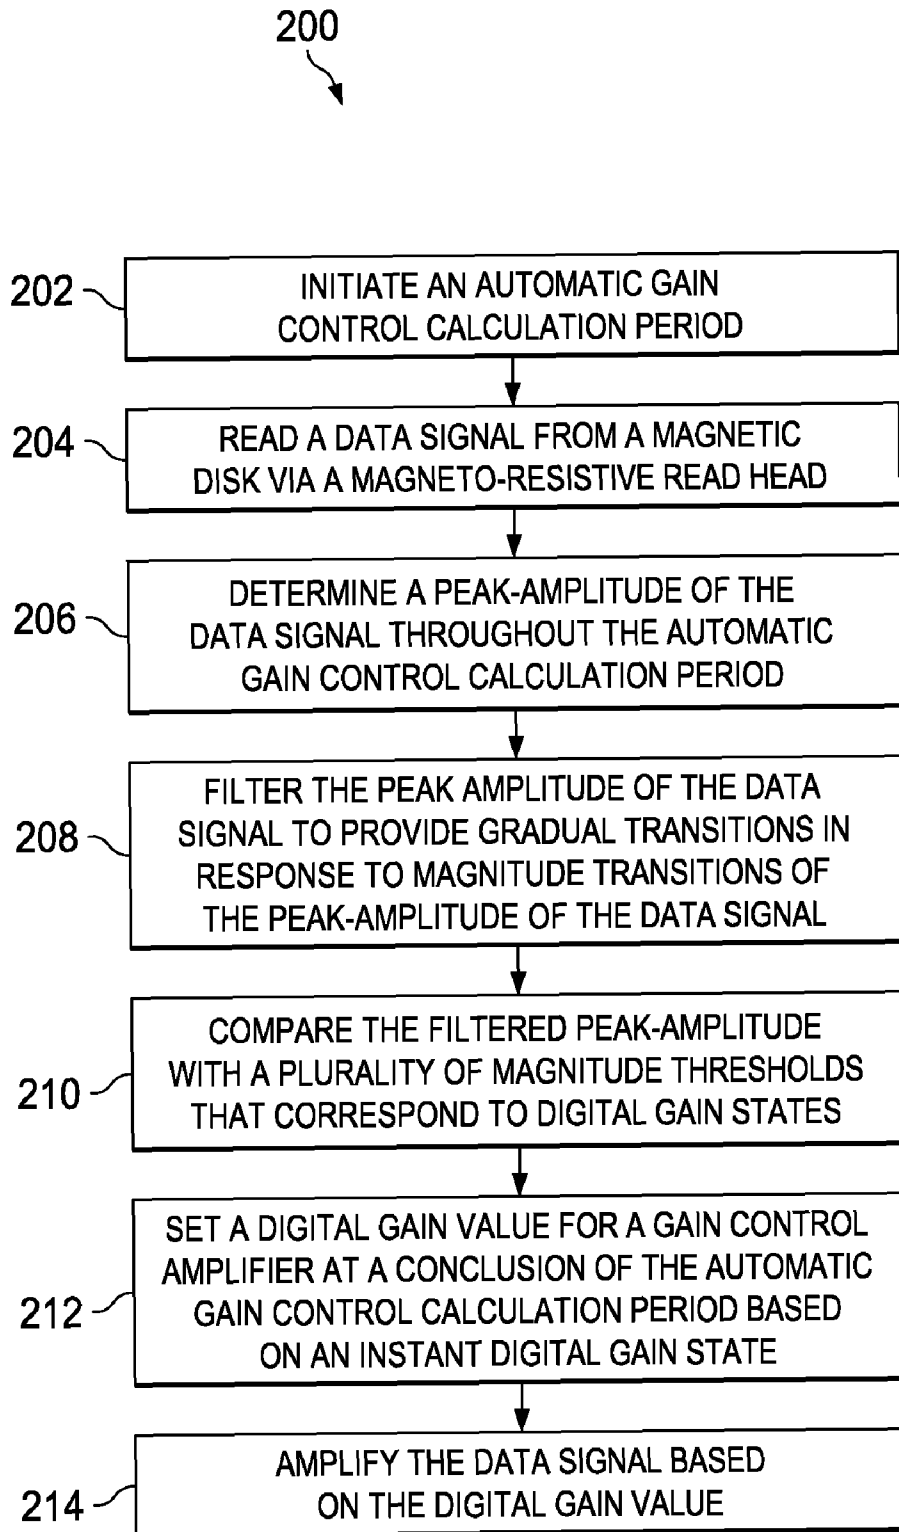 200
202
INITIATE AN AUTOMATIC GAIN
CONTROL CALCULATION PERIOD
204
READ A DATA SIGNAL FROM A MAGNETIC
DISK VIA A MAGNETO-RESISTIVE READ HEAD
206
DETERMINE A PEAK-AMPLITUDE OF THE
DATA SIGNAL THROUGHOUT THE AUTOMATIC
GAIN CONTROL CALCULATION PERIOD
208
FILTER THE PEAK AMPLITUDE OF THE DATA
SIGNAL TO PROVIDE GRADUAL TRANSITIONS IN
RESPONSE TO MAGNITUDE TRANSITIONS OF
THE PEAK-AMPLITUDE OF THE DATA SIGNAL
210
COMPARE THE FILTERED PEAK-AMPLITUDE
WITH A PLURALITY OF MAGNITUDE THRESHOLDS
THAT CORRESPOND TO DIGITAL GAIN STATES
212
SET A DIGITAL GAIN VALUE FOR A GAIN CONTROL
AMPLIFIER AT A CONCLUSION OF THE AUTOMATIC
GAIN CONTROL CALCULATION PERIOD BASED
ON AN INSTANT DIGITAL GAIN STATE
214
AMPLIFY THE DATA SIGNAL BASED
ON THE DIGITAL GAIN VALUE